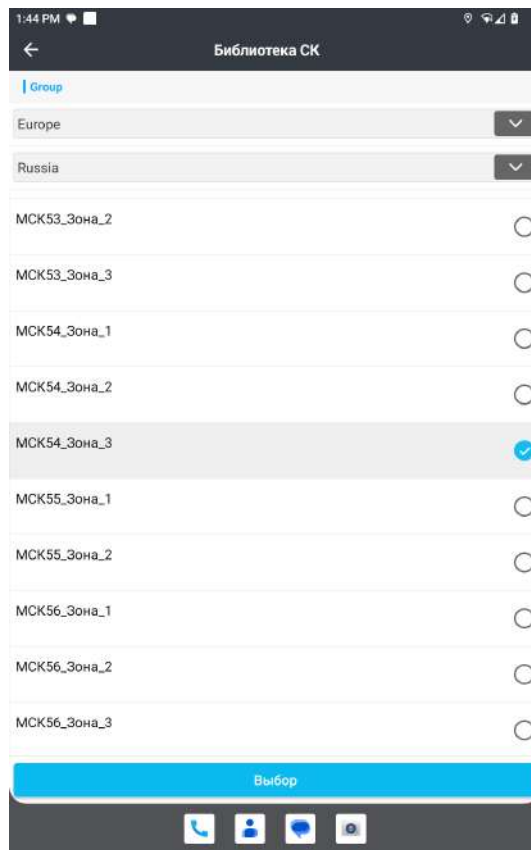 1:44 PM
Библиотека СК
Group
Europe
Russia
МСК53_Зона_2
МСК53_Зона_3
МСК54_Зона_1
МСК54_Зона_2
МСК54_Зона_3
МСК55_Зона_1
МСК55_Зона_2
МСК56_Зона_1
МСК56_Зона_2
МСК56_Зона_3
Выбор